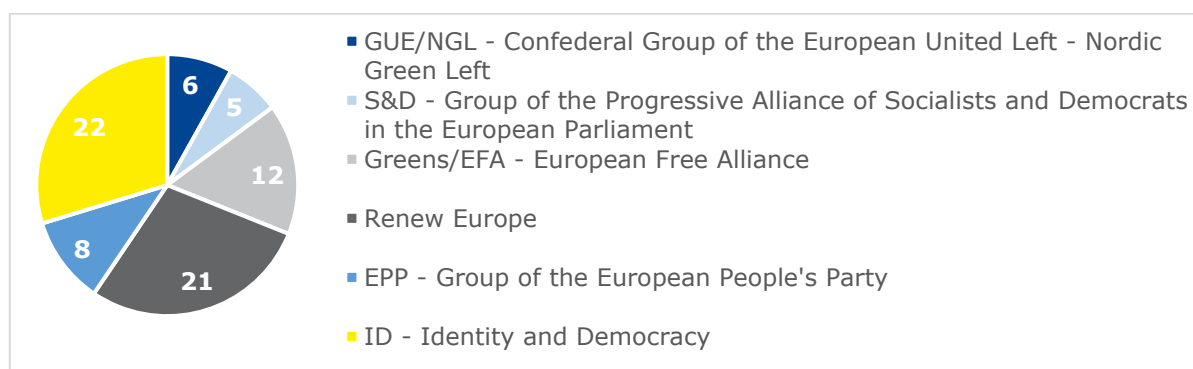 GUE/NGL - Confederal Group of the European United Left - Nordic
Green Left
S&D - Group of the Progressive Alliance of Socialists and Democrats
in the European Parliament
Greens/EFA - European Free Alliance
Renew Europe
EPP - Group of the European People's Party
ID - Identity and Democracy
6
5
12
21
8
22